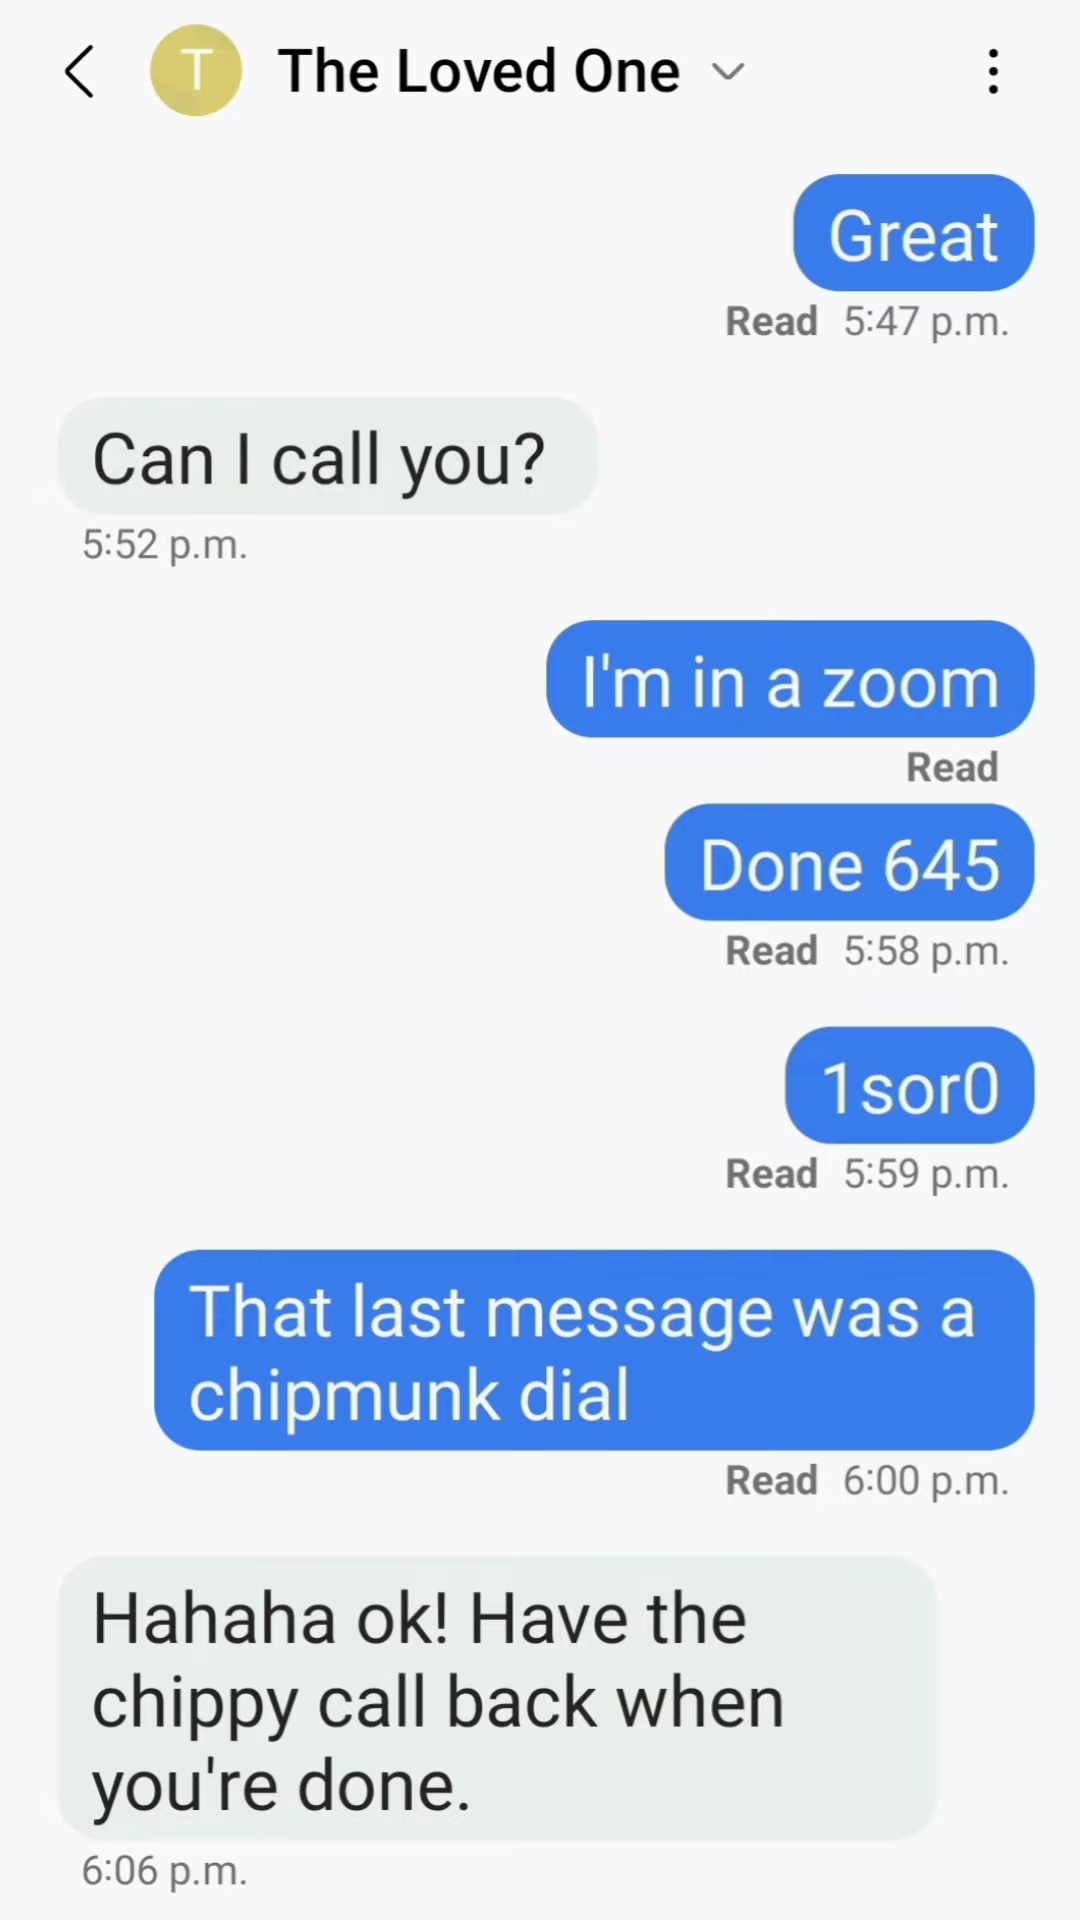 T The Loved One
Great
Read 5:47 p.m.
Can I call you?
5:52 p.m.
I'm in a zoom
Read
Done 645
Read 5:58 p.m.
1sor0
Read 5:59 p.m.
That last message was a
chipmunk dial
Read 6:00 p.m.
Hahaha ok! Have the
chippy call back when
you're done.
6:06 p.m.